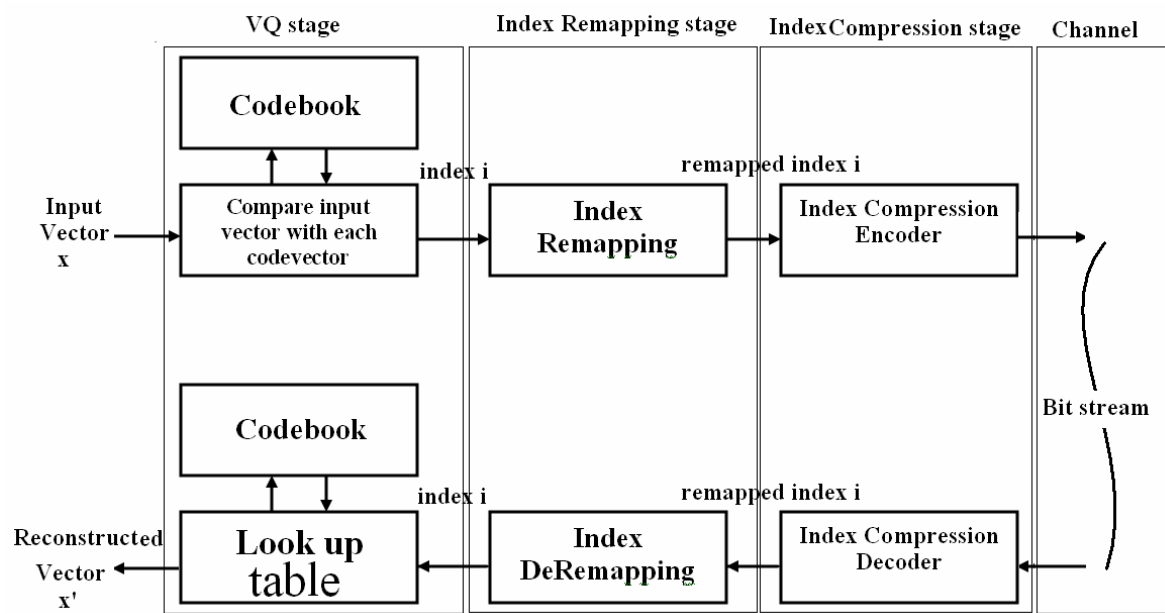 VQ stage
Index Remapping stage
IndexCompression stage
Channel
Codebook
index i
remapped index i
Input
Vector
x
Compare input
vector with each
codevector
Index
Remapping
Index Compression
Encoder
Codebook
Bit stream
index i
remapped index i
Reconstructed
Vector
x'
Look up
table
Index
DeRemapping
Index Compression
Decoder